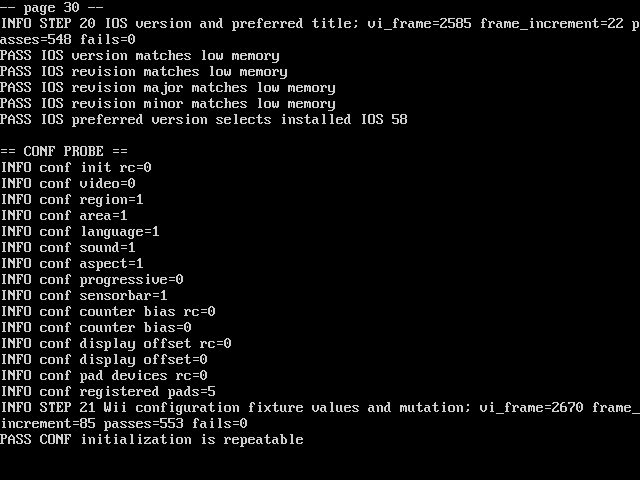 -- page 30 --
INFO STEP 20 IOS version and preferred title; vi_frame=2585 frame_increment=22 p
asses=548 fails=0
PASS IOS version matches low memory
PASS IOS revision matches low memory
PASS IOS revision major matches low memory
PASS IOS revision minor matches low memory
PASS IOS preferred version selects installed IOS 58
== CONF PROBE ==
INFO conf init rc=0
INFO conf video=0
INFO conf region=1
INFO conf area=1
INFO conf language=1
INFO conf sound=1
INFO conf aspect=1
INFO conf progressive=0
INFO conf sensorbar=1
INFO conf counter bias rc=0
INFO conf counter bias=0
INFO conf display offset rc=0
INFO conf display offset=0
INFO conf pad devices rc=0
INFO conf registered pads=5
INFO STEP 21 Wii configuration fixture values and mutation; vi_frame=2670 frame_
increment=85 passes=553 fails=0
PASS CONF initialization is repeatable